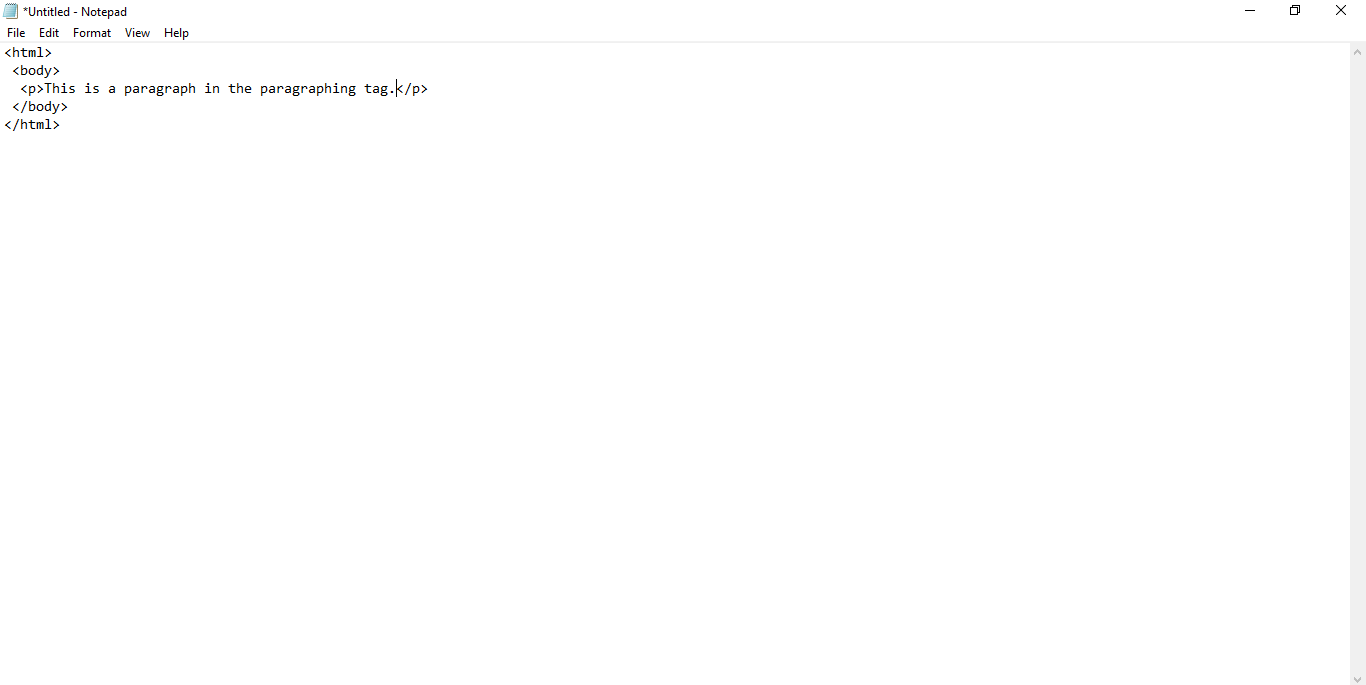 *Untitled - Notepad
File Edit Format View Help
<html>
 <body>
  <p>This is a paragraph in the paragraphing tag.</p>
 </body>
</html>